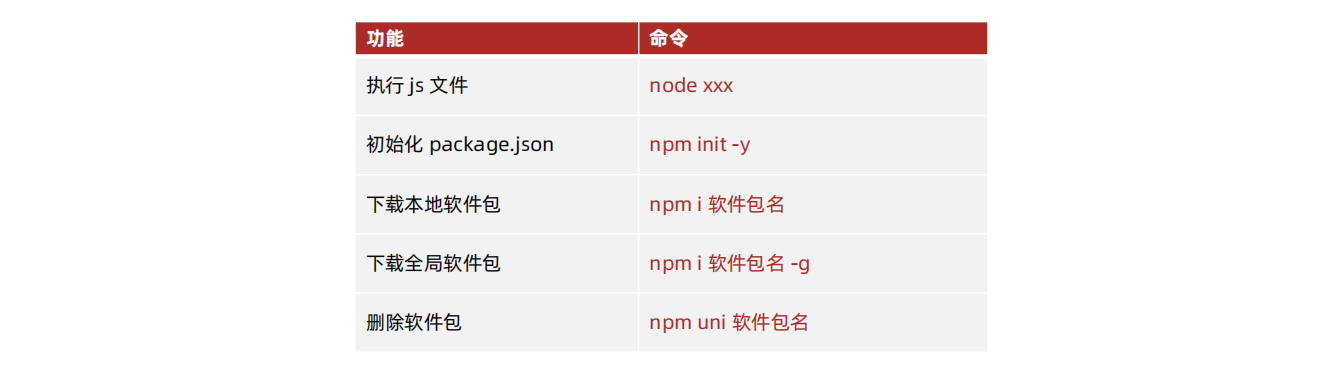 功能 命令
执行 js 文件 node xxx
初始化 package.json npm init -y
下载本地软件包 npm i 软件包名
下载全局软件包 npm i 软件包名 -g
删除软件包 npm uni 软件包名